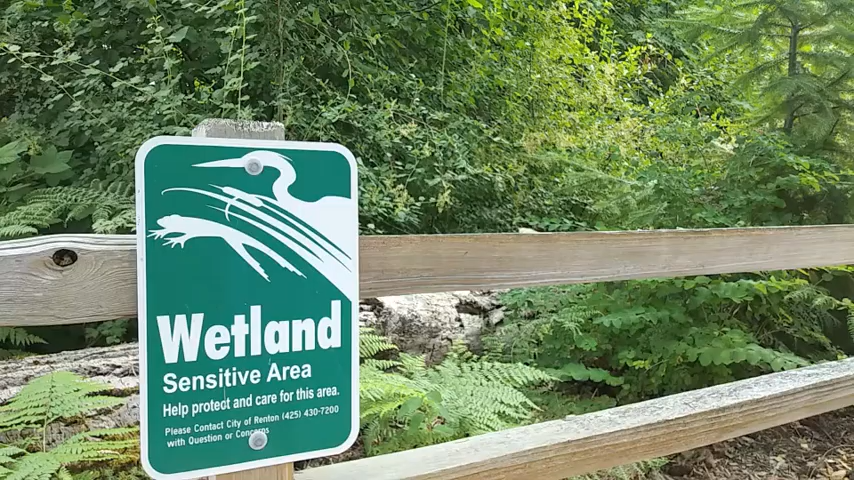 Wetland
Sensitive Area
Help protect and care for this area.
Please Contact City of Renton (425) 430-7200
with Question or Concerns